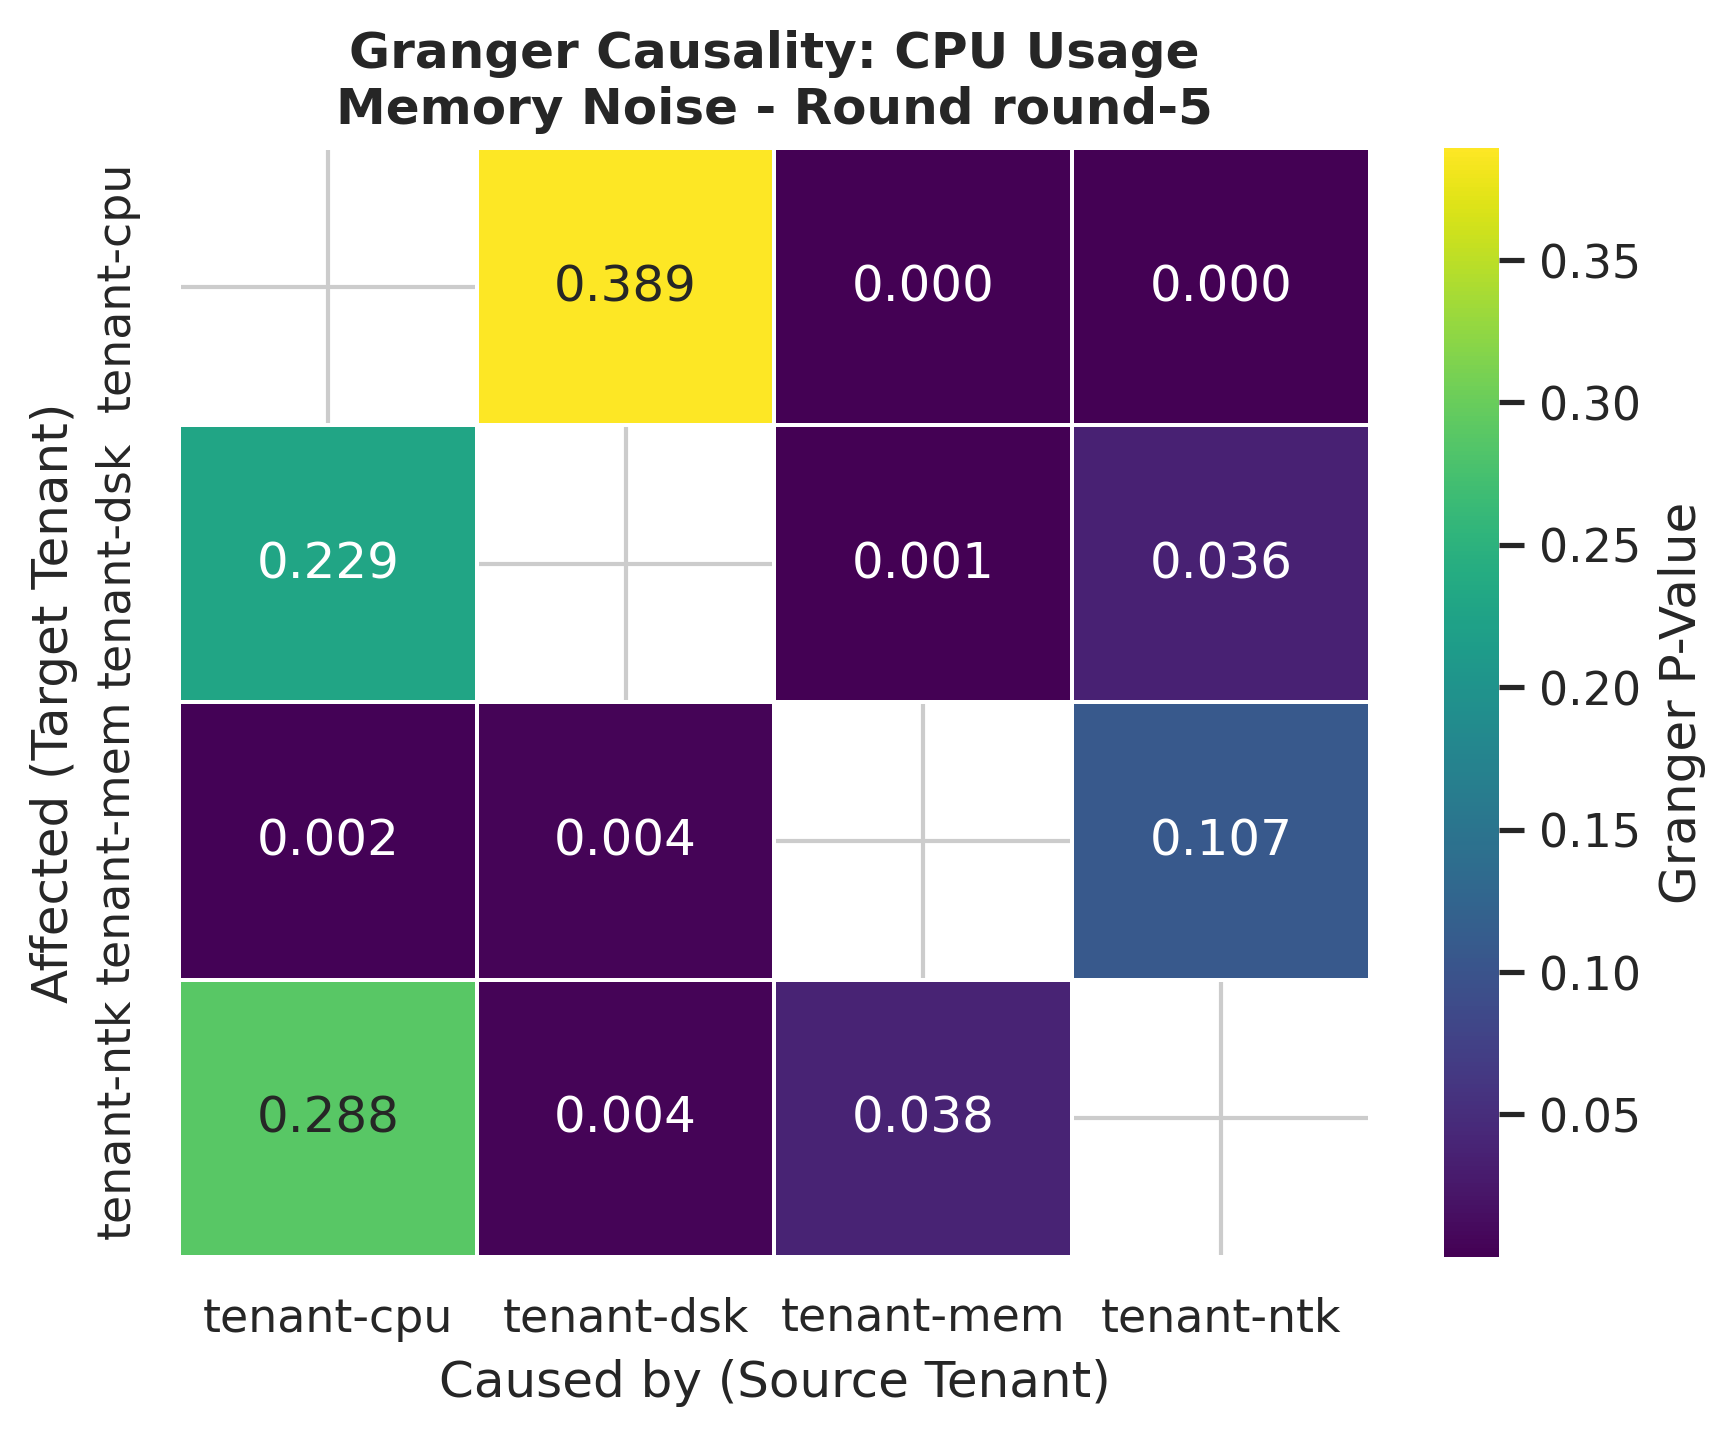 Granger Causality: CPU Usage
Memory Noise - Round round-5
Affected (Target Tenant)
tenant-cpu
0.389
0.000
0.000
tenant-dsk
0.229
0.001
0.036
tenant-mem
0.002
0.004
0.107
tenant-ntk
0.288
0.004
0.038
tenant-cpu
tenant-dsk
tenant-mem
tenant-ntk
Caused by (Source Tenant)
0.35
0.30
0.25
0.20
0.15
0.10
0.05
Granger P-Value